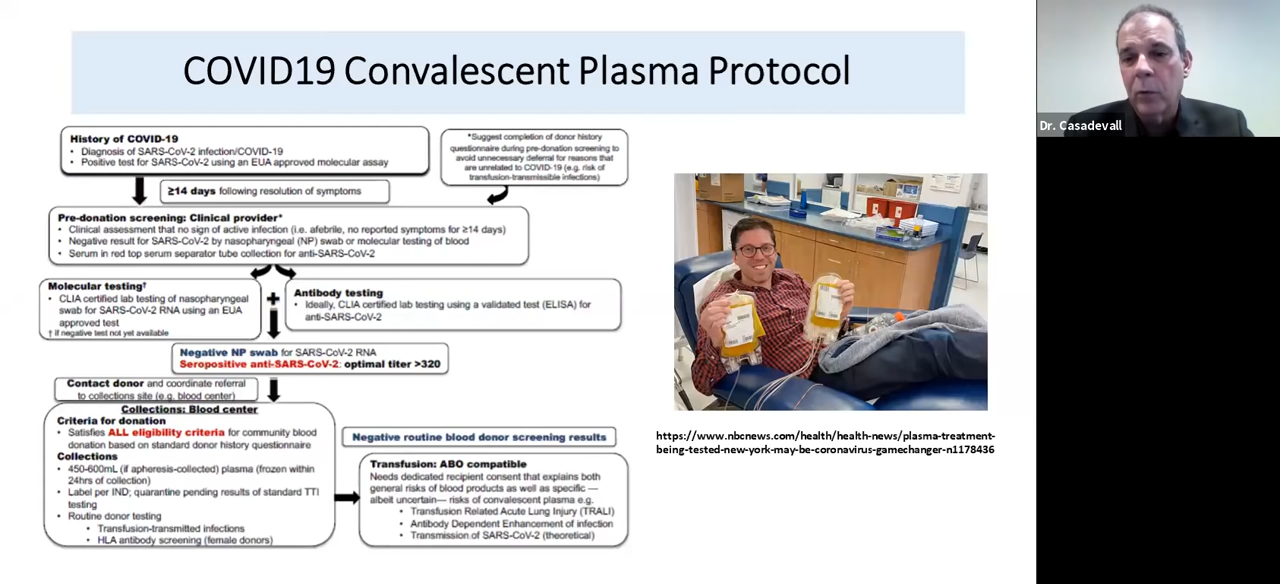 COVID19 Convalescent Plasma Protocol
Dr. Casadevall
History of COVID-19
• Diagnosis of SARS-CoV-2 infection/COVID-19
• Positive test for SARS-CoV-2 using an EUA approved molecular assay
*Suggest completion of donor history
questionnaire during pre-donation screening to
avoid unnecessary deferral for reasons that
are unrelated to COVID-19 (e.g. risk of
transfusion-transmissible infections)
≥14 days following resolution of symptoms
Pre-donation screening: Clinical provider*
• Clinical assessment that no sign of active infection (i.e. afebrile, no reported symptoms for ≥14 days)
• Negative result for SARS-CoV-2 by nasopharyngeal (NP) swab or molecular testing of blood
• Serum in red top serum separator tube collection for anti-SARS-CoV-2
Molecular testing†
• CLIA certified lab testing of nasopharyngeal
swab for SARS-CoV-2 RNA using an EUA
approved test
† if negative test not yet available
+
Antibody testing
• Ideally, CLIA certified lab testing using a validated test (ELISA) for
anti-SARS-CoV-2
Negative NP swab for SARS-CoV-2 RNA
Seropositive anti-SARS-CoV-2: optimal titer >320
Contact donor and coordinate referral
to collections site (e.g. blood center)
Collections: Blood center
Criteria for donation
• Satisfies ALL eligibility criteria for community blood
donation based on standard donor history questionnaire
Collections
• 450-600mL (if apheresis-collected) plasma (frozen within
24hrs of collection)
• Label per IND; quarantine pending results of standard TTI
testing
• Routine donor testing
• Transfusion-transmitted infections
• HLA antibody screening (female donors)
Negative routine blood donor screening results
Transfusion: ABO compatible
Needs dedicated recipient consent that explains both
general risks of blood products as well as specific —
albeit uncertain— risks of convalescent plasma e.g.
• Transfusion Related Acute Lung Injury (TRALI)
• Antibody Dependent Enhancement of infection
• Transmission of SARS-CoV-2 (theoretical)
https://www.nbcnews.com/health/health-news/plasma-treatment-
being-tested-new-york-may-be-coronavirus-gamechanger-n1178436